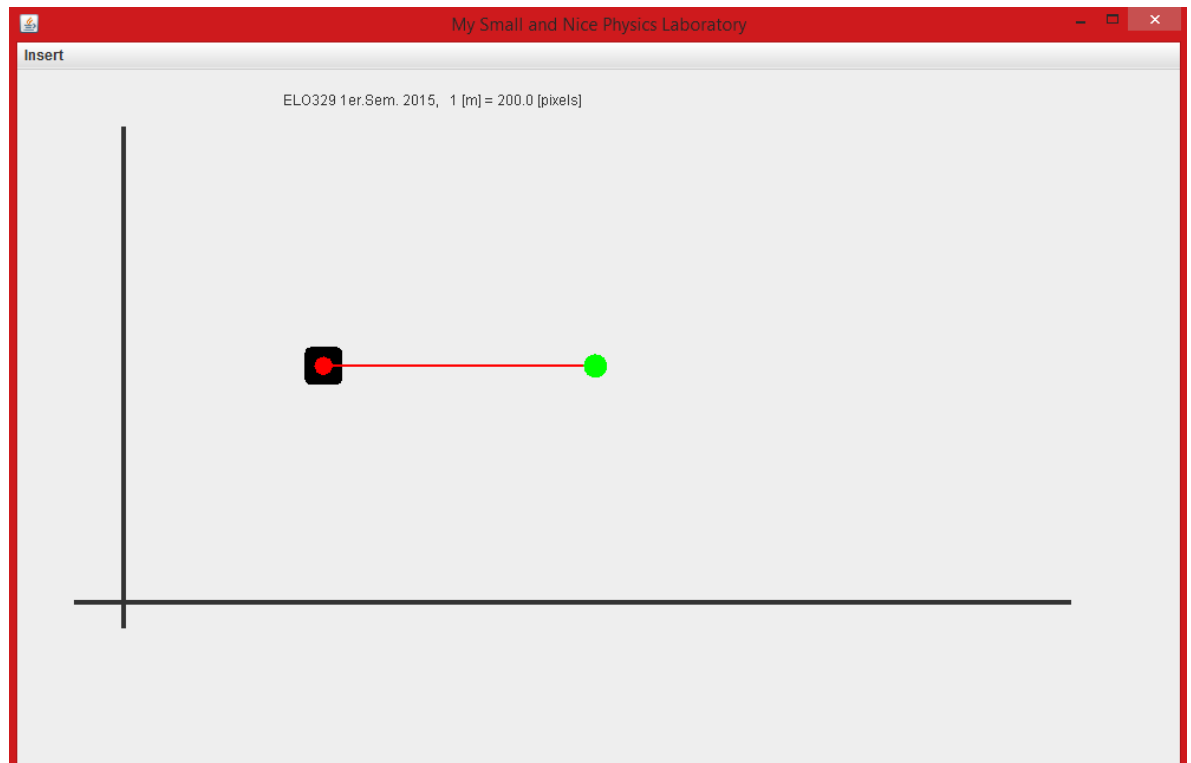 My Small and Nice Physics Laboratory
Insert
ELO329 1er.Sem. 2015, 1 [m] = 200.0 [pixels]